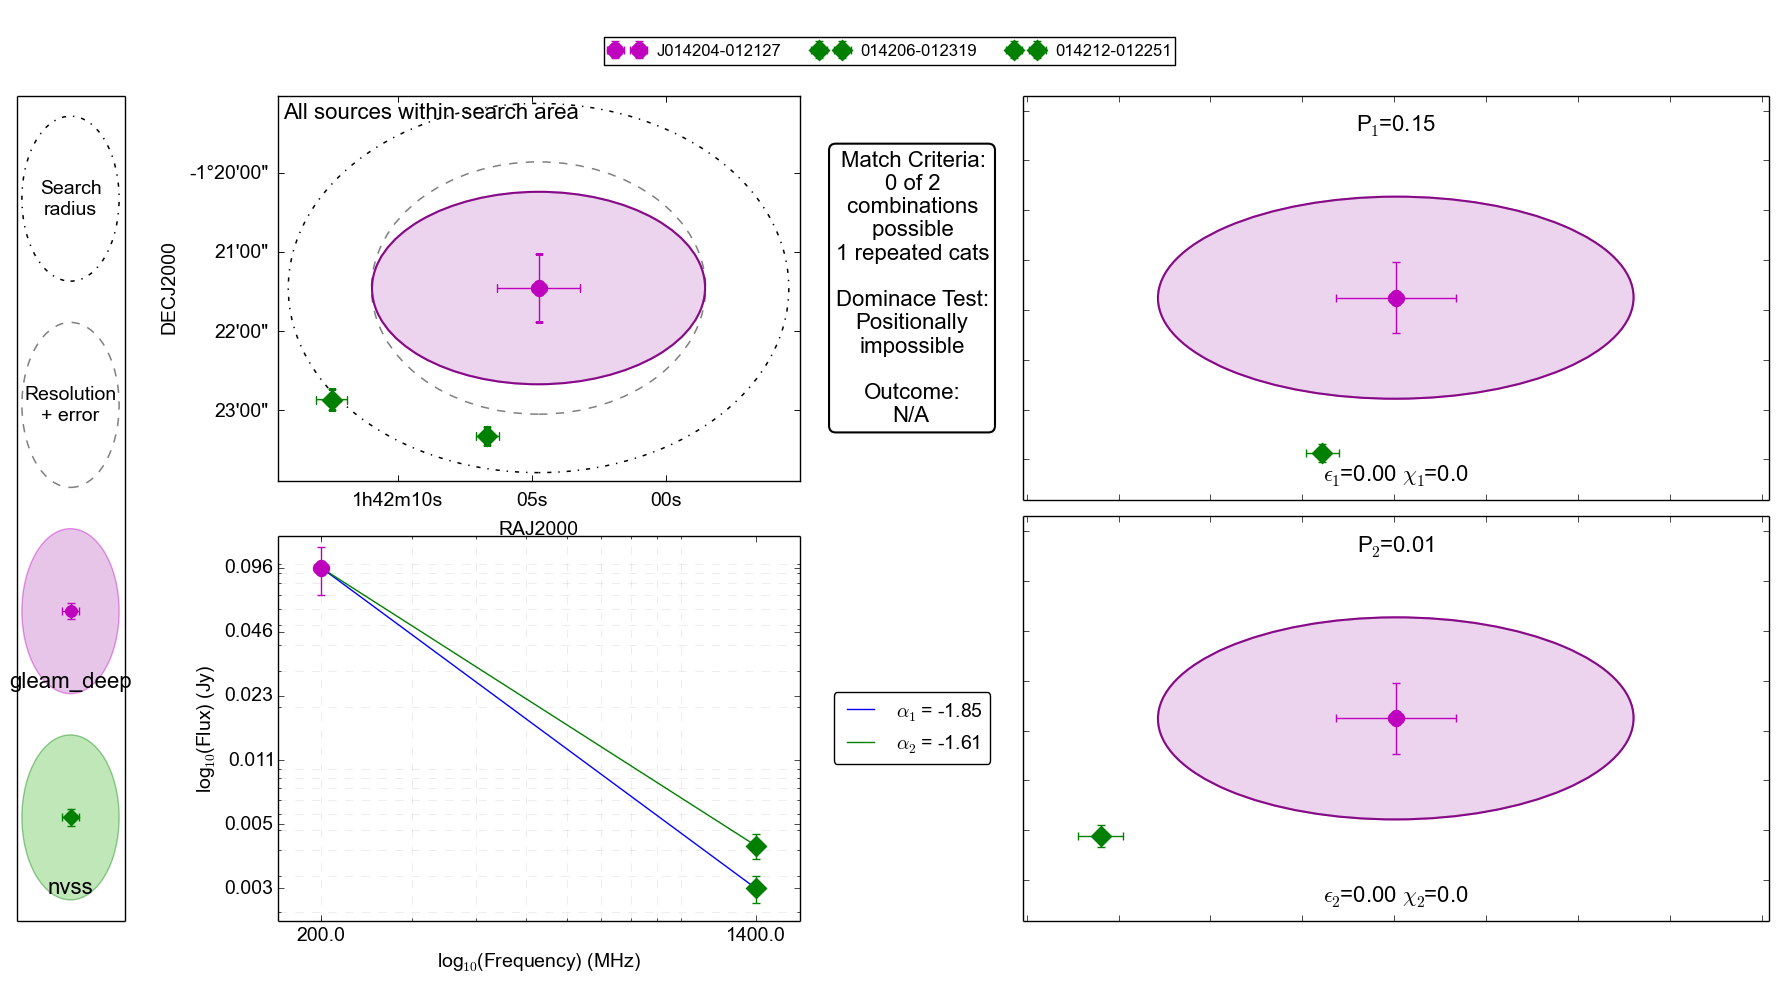 J014204-012127 014206-012319 014212-012251
Search
radius
Resolution
+ error
gleam_deep
nvss
All sources within search area
DECJ2000
-1°20'00"
21'00"
22'00"
23'00"
1h42m10s 05s 00s
RAJ2000
Match Criteria:
0 of 2
combinations
possible
1 repeated cats
Dominace Test:
Positionally
impossible
Outcome:
N/A
P1=0.15
ϵ1=0.00 χ1=0.0
P2=0.01
ϵ2=0.00 χ2=0.0
log10(Flux) (Jy)
0.096
0.046
0.023
0.011
0.005
0.003
200.0 1400.0
log10(Frequency) (MHz)
α1 = -1.85
α2 = -1.61